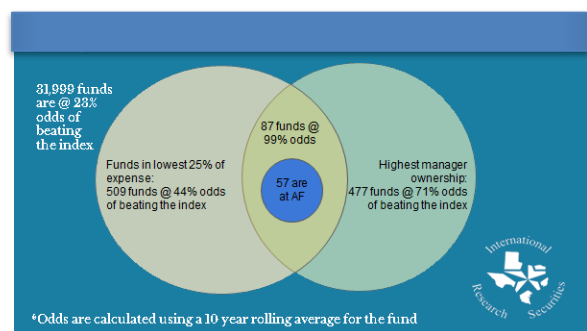 31,999 funds
are @ 23%
odds of
beating
the index
87 funds @
99% odds
Funds in lowest 25% of
expense:
509 funds @ 44% odds
of beating the index
57 are
at AF
Highest manager
ownership:
477 funds @ 71% odds
of beating the index
International
Research
Securities
*Odds are calculated using a 10 year rolling average for the fund